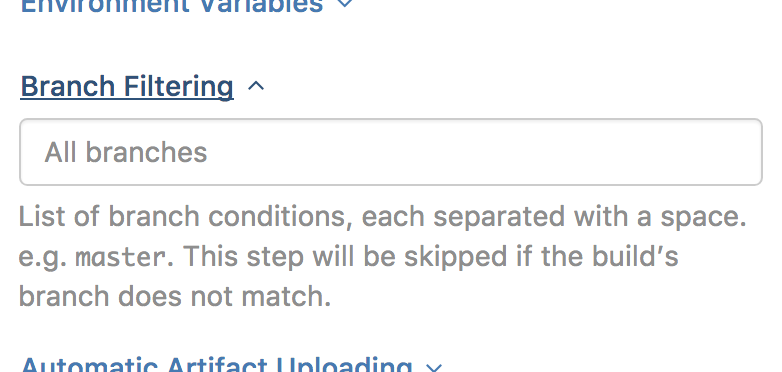 Environment Variables
Branch Filtering
All branches
List of branch conditions, each separated with a space.
e.g. master. This step will be skipped if the build’s
branch does not match.
Automatic Artifact Uploading